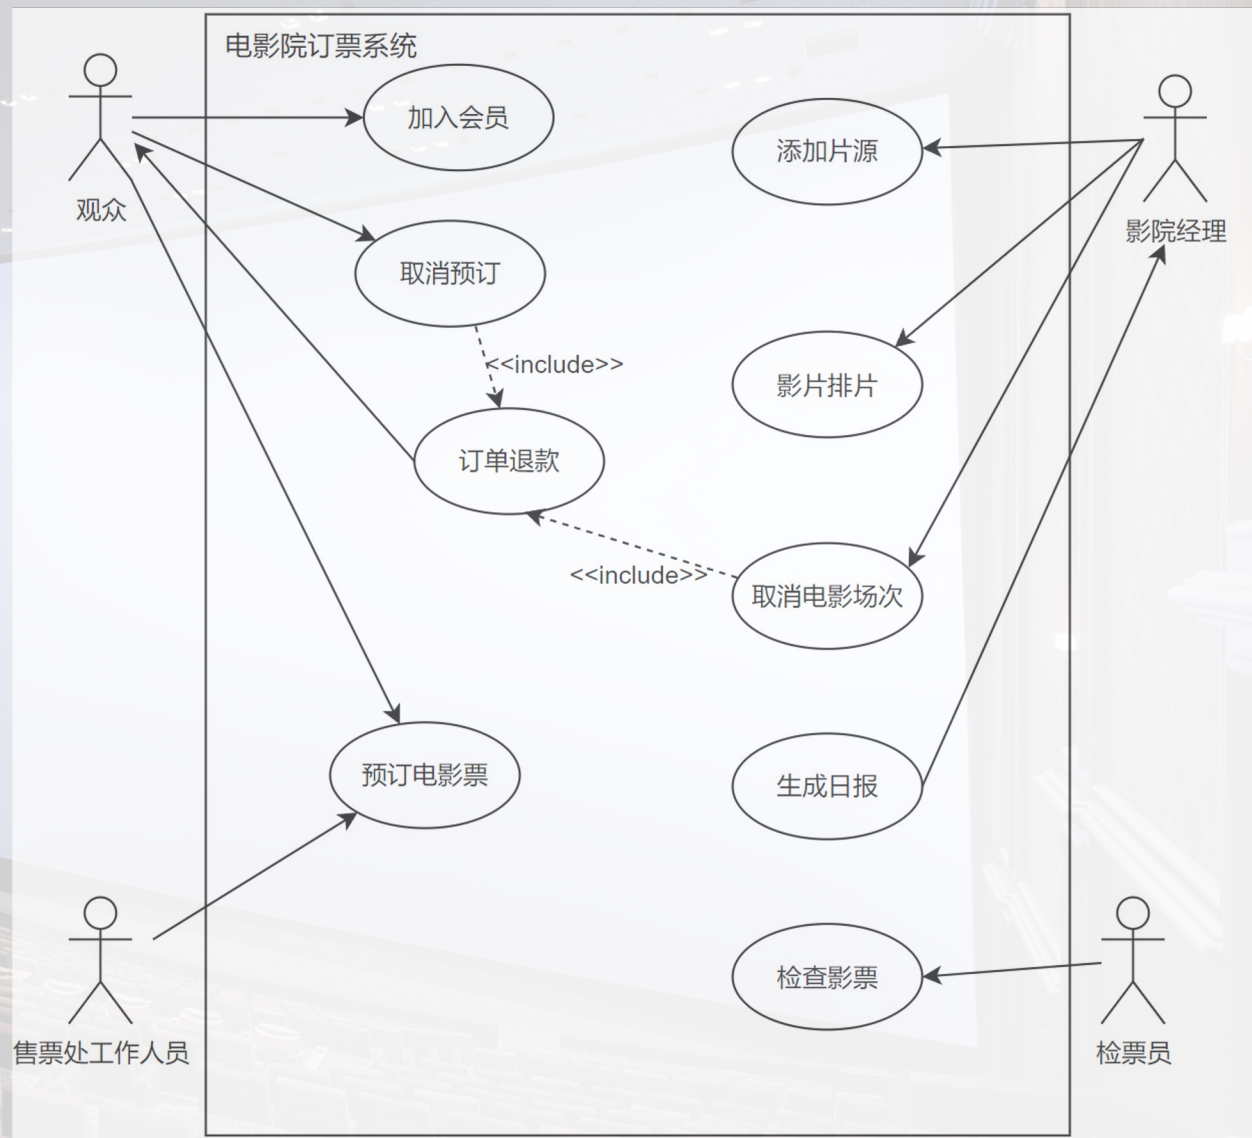 电影院订票系统
加入会员
添加片源
观众
影院经理
取消预订
<<include>>
影片排片
订单退款
<<include>>
取消电影场次
预订电影票
生成日报
检查影票
售票处工作人员
检票员